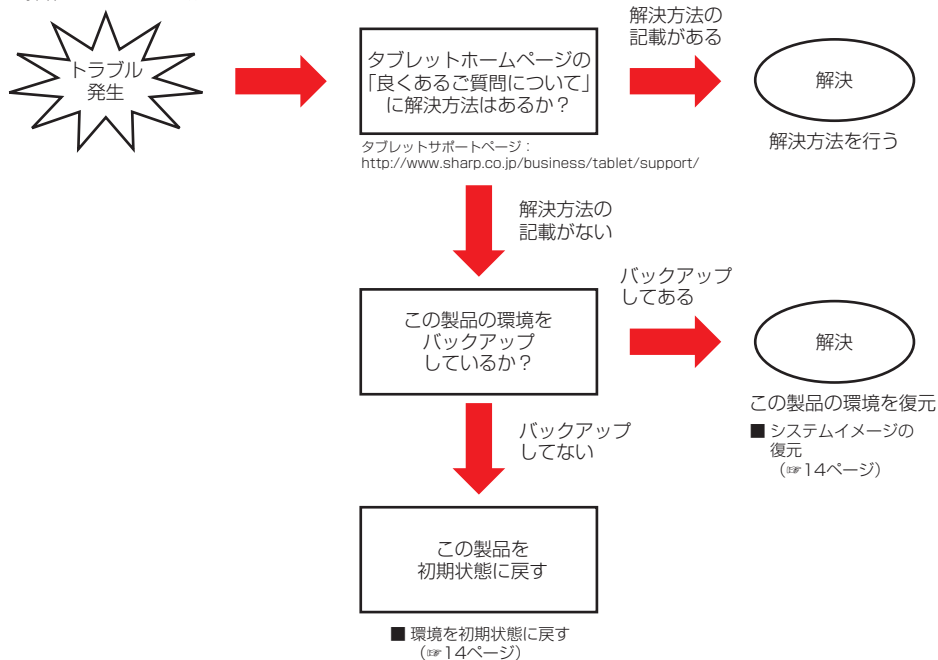 トラブル
発生
タブレットホームページの
「良くあるご質問について」
に解決方法はあるか？
タブレットサポートページ：
http://www.sharp.co.jp/business/tablet/support/
解決方法の
記載がある
解決
解決方法を行う
解決方法の
記載がない
この製品の環境を
バックアップ
しているか？
バックアップ
してある
解決
この製品の環境を復元
■ システムイメージの
復元
（☞14ページ）
バックアップ
してない
この製品を
初期状態に戻す
■ 環境を初期状態に戻す
（☞14ページ）